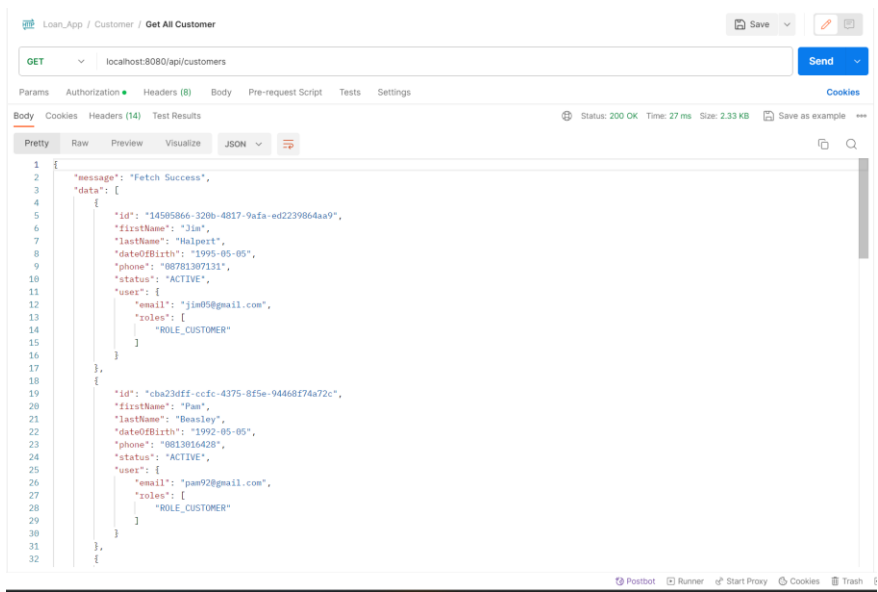 HTTP Loan_App / Customer / Get All Customer Save
GET localhost:8080/api/customers Send
Params Authorization Headers (8) Body Pre-request Script Tests Settings Cookies
Body Cookies Headers (14) Test Results Status: 200 OK Time: 27 ms Size: 2.33 KB Save as example
Pretty Raw Preview Visualize JSON
1 {
2 "message": "Fetch Success",
3 "data": [
4 {
5 "id": "14505866-320b-4817-9afa-ed2239864aa9",
6 "firstName": "Jim",
7 "lastName": "Halpert",
8 "dateOfBirth": "1995-05-05",
9 "phone": "08781307131",
10 "status": "ACTIVE",
11 "user": {
12 "email": "jim05@gmail.com",
13 "roles": [
14 "ROLE_CUSTOMER"
15 ]
16 }
17 },
18 {
19 "id": "cba23dff-ccfc-4375-8f5e-94468f74a72c",
20 "firstName": "Pam",
21 "lastName": "Beasley",
22 "dateOfBirth": "1992-05-05",
23 "phone": "0813016428",
24 "status": "ACTIVE",
25 "user": {
26 "email": "pam92@gmail.com",
27 "roles": [
28 "ROLE_CUSTOMER"
29 ]
30 }
31 },
32 {
Postbot Runner Start Proxy Cookies Trash